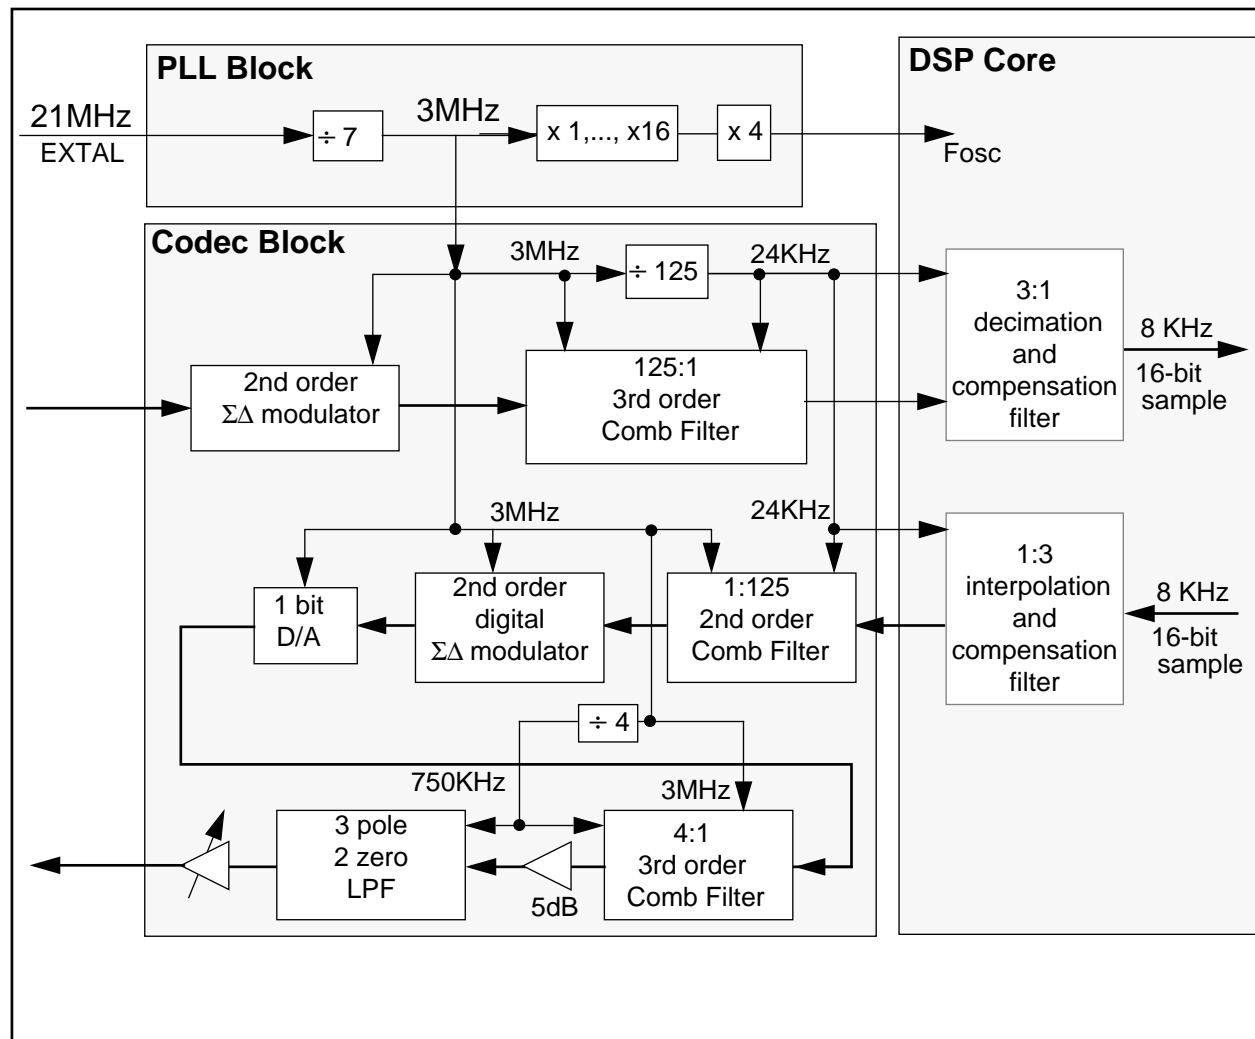 PLL Block
DSP Core
21MHz
EXTAL
÷ 7
3MHz
x 1,..., x16
x 4
Fosc
Codec Block
3MHz
÷ 125
24KHz
3:1
decimation
and
compensation
filter
8 KHz
16-bit
sample
2nd order
ΣΔ modulator
125:1
3rd order
Comb Filter
3MHz
24KHz
1 bit
D/A
2nd order
digital
ΣΔ modulator
1:125
2nd order
Comb Filter
1:3
interpolation
and
compensation
filter
8 KHz
16-bit
sample
÷ 4
750KHz
3MHz
3 pole
2 zero
LPF
5dB
4:1
3rd order
Comb Filter